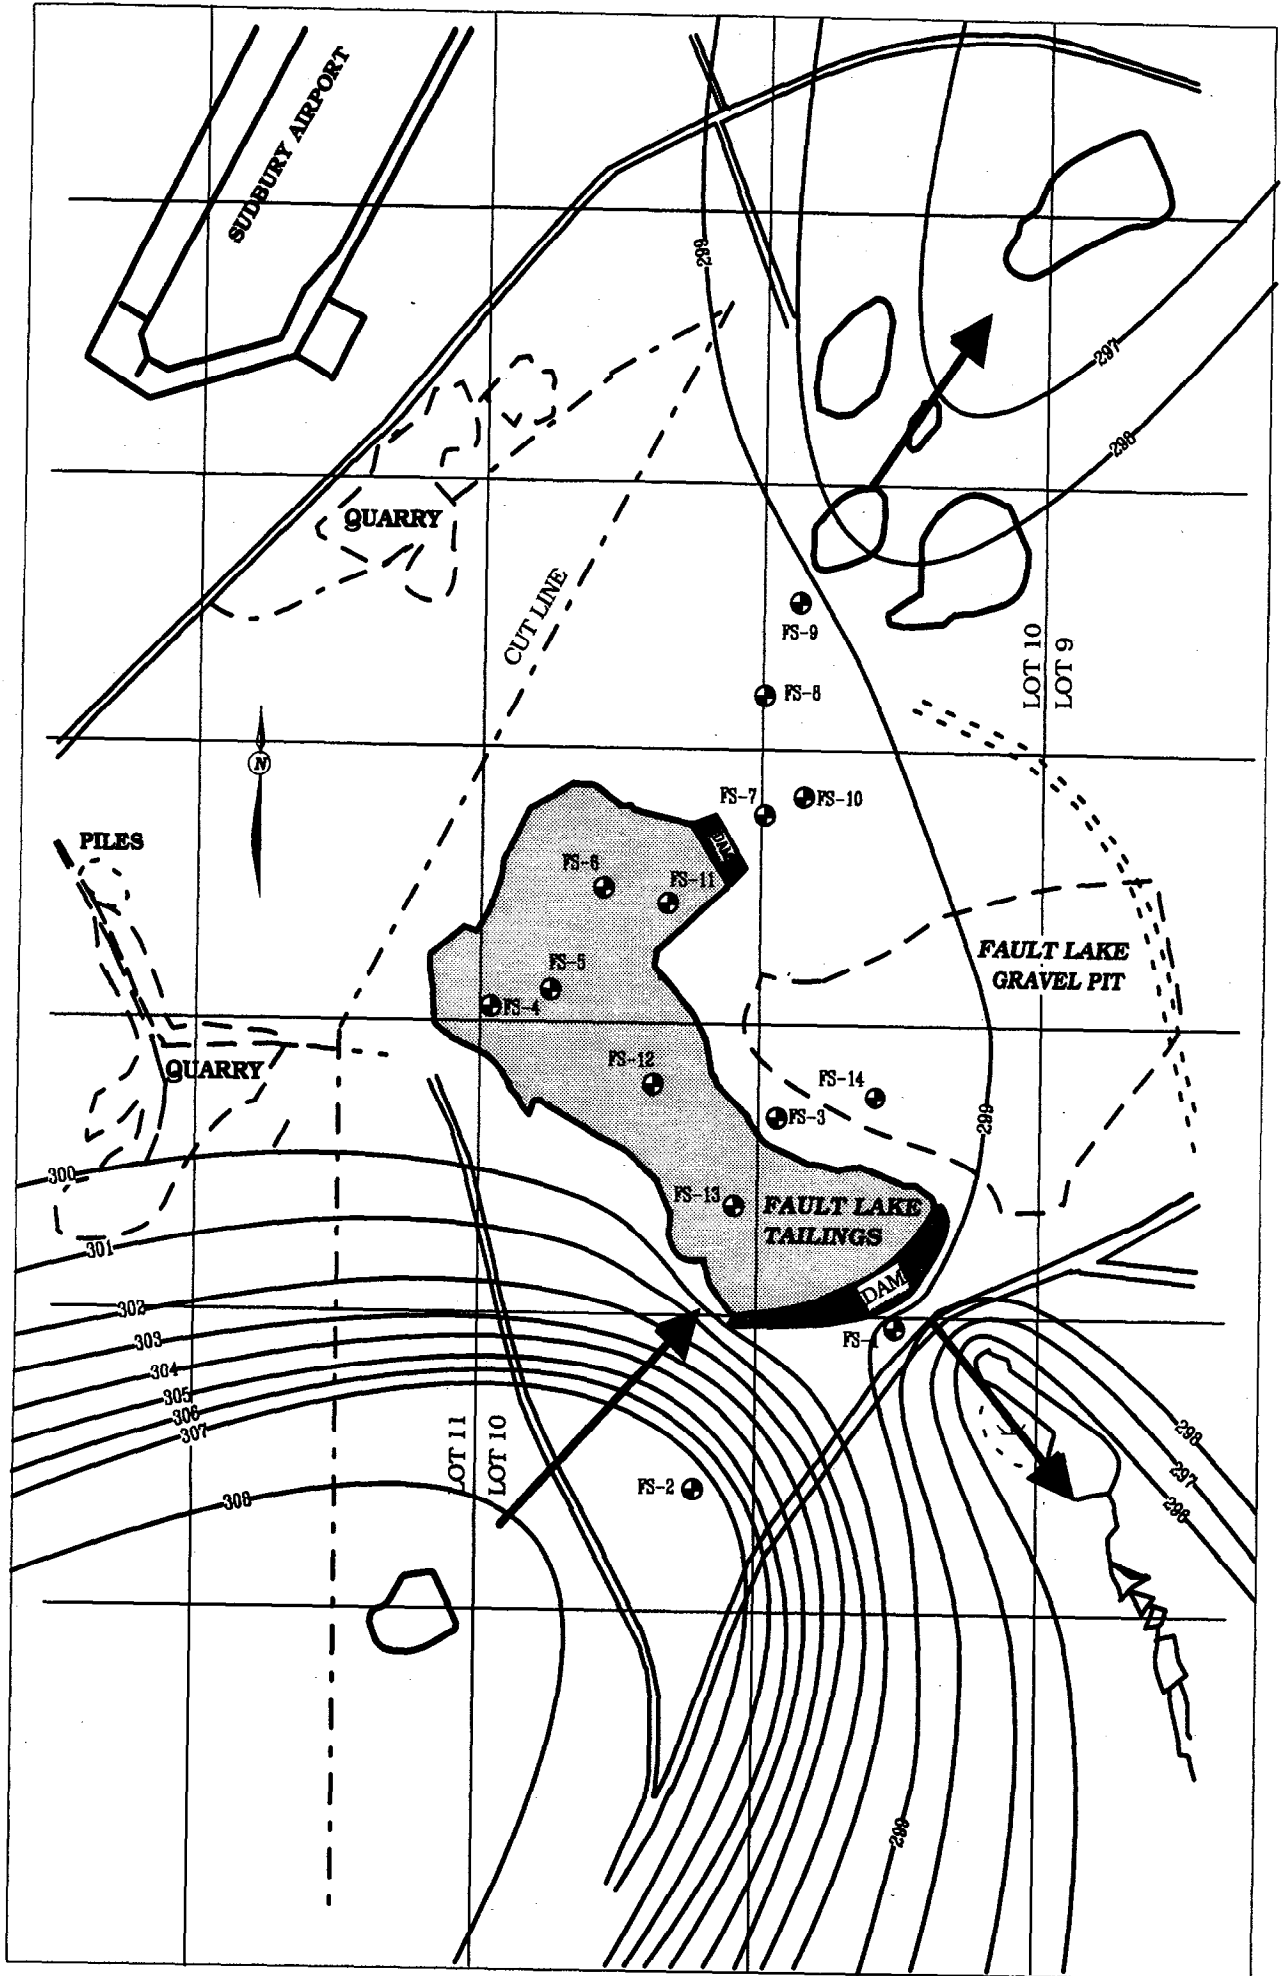 SUDBURY AIRPORT
297
297
298
QUARRY
CUT LINE
FS-9
LOT 10
LOT 9
FS-8
N
FS-7
FS-10
PILES
DAM
FS-6
FS-11
FAULT LAKE
GRAVEL PIT
FS-5
FS-4
QUARRY
FS-12
FS-14
FS-3
299
300
FS-13
FAULT LAKE
TAILINGS
301
DAM
302
303
FS-1
304
305
306
307
LOT 11
LOT 10
298
297
296
FS-2
308
299